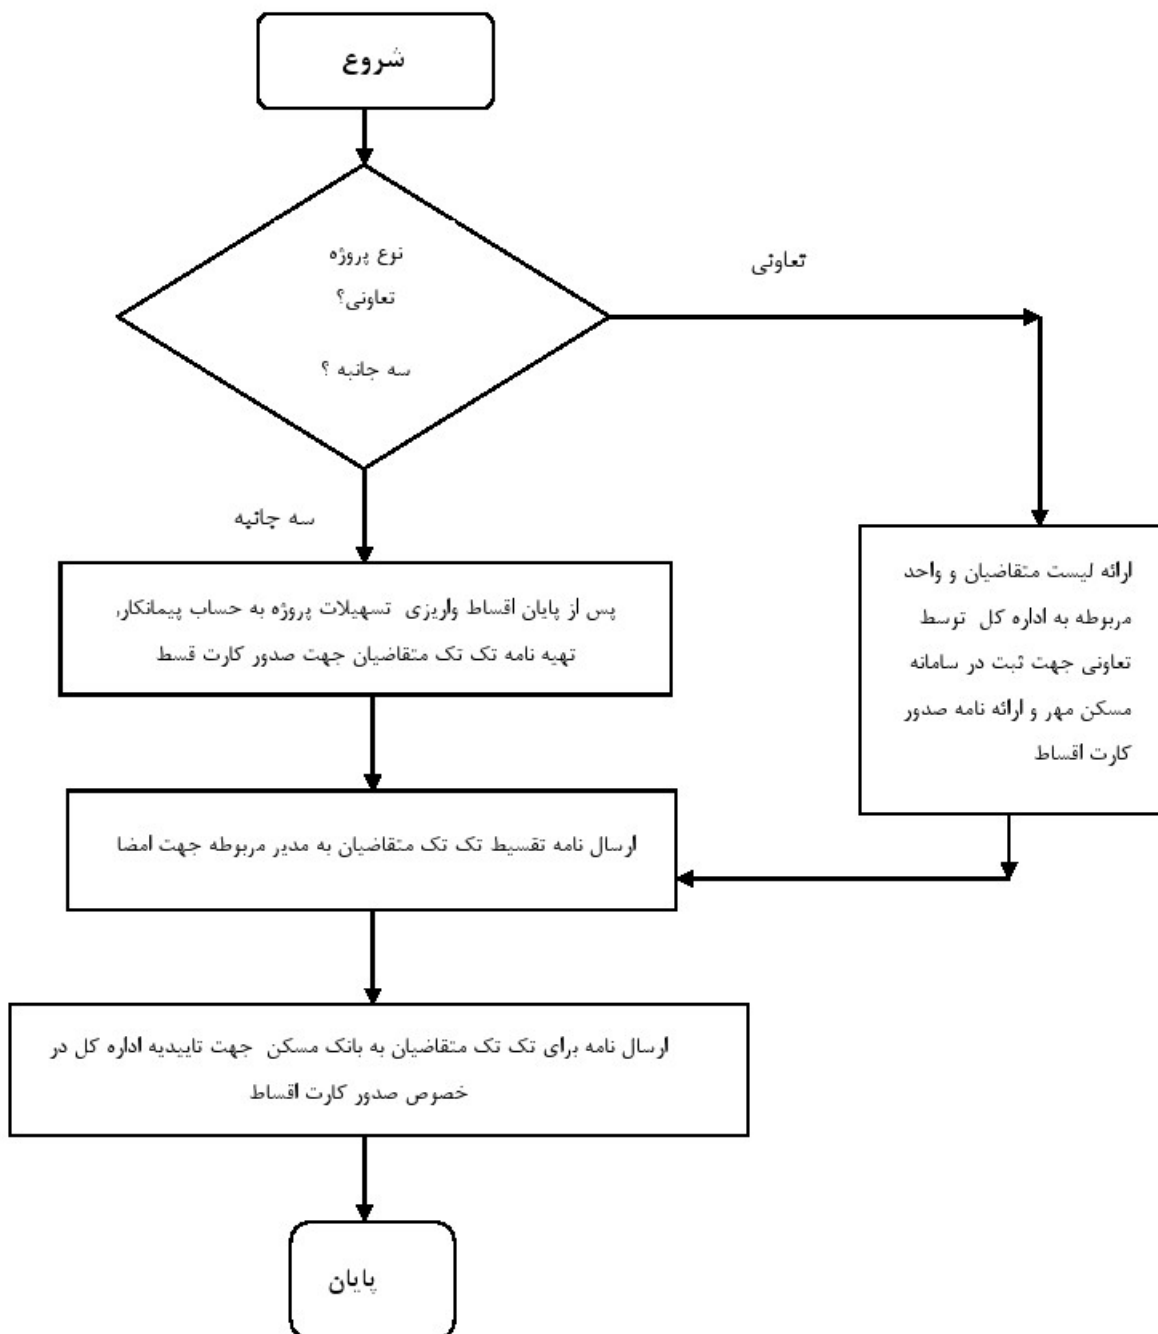 شروع
نوع پروژه
تعاونی؟
سه جانبه ؟
تعاونی
سه جانبه
ارائه لیست متقاضیان و واحد
مربوطه به اداره کل توسط
تعاونی جهت ثبت در سامانه
مسکن مهر و ارائه نامه صدور
کارت اقساط
پس از پایان اقساط واریزی تسهیلات پروژه به حساب پیمانکار,
تهیه نامه تک تک متقاضیان جهت صدور کارت قسط
ارسال نامه تقسیط تک تک متقاضیان به مدیر مربوطه جهت امضا
ارسال نامه برای تک تک متقاضیان به بانک مسکن جهت تاییدیه اداره کل در
خصوص صدور کارت اقساط
پایان